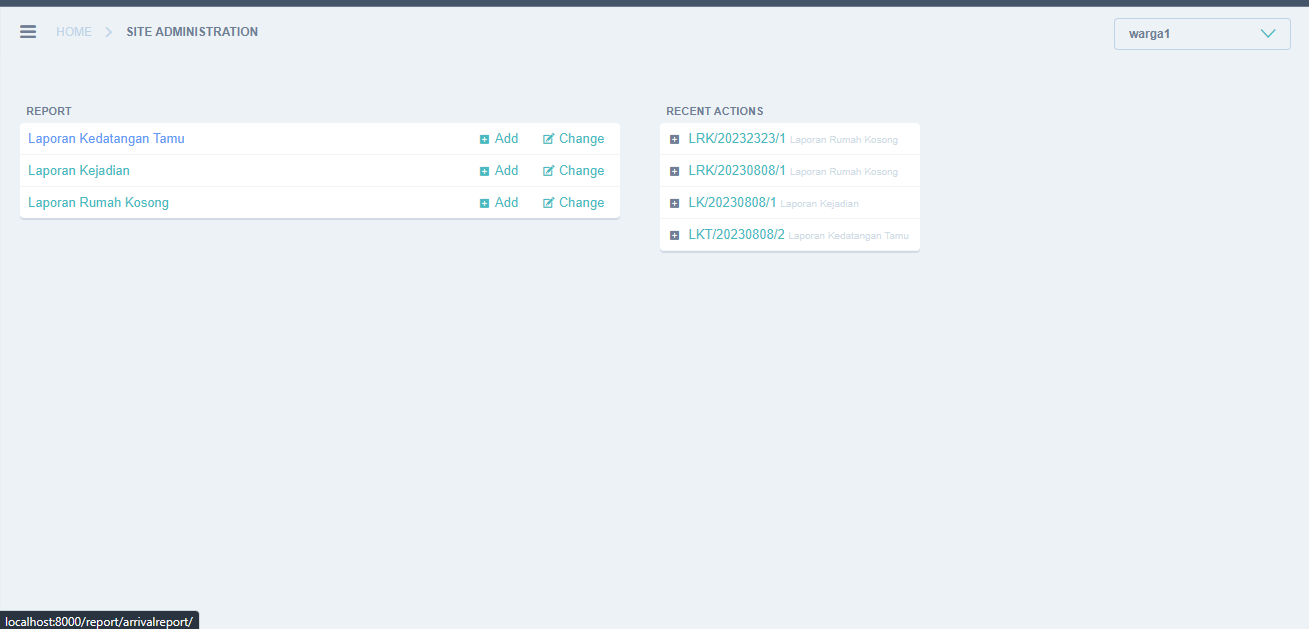 HOME SITE ADMINISTRATION
warga1
REPORT
Laporan Kedatangan Tamu Add Change
Laporan Kejadian Add Change
Laporan Rumah Kosong Add Change
RECENT ACTIONS
LRK/20232323/1 Laporan Rumah Kosong
LRK/20230808/1 Laporan Rumah Kosong
LK/20230808/1 Laporan Kejadian
LKT/20230808/2 Laporan Kedatangan Tamu
localhost:8000/report/arrivalreport/